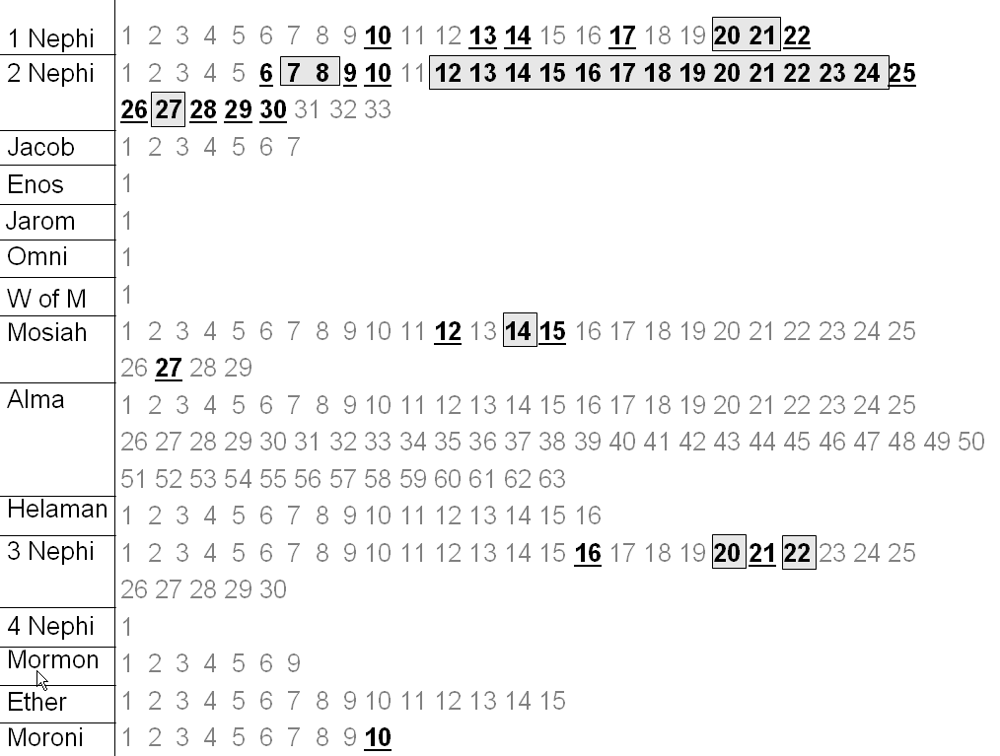 1 Nephi 1 2 3 4 5 6 7 8 9 10 11 12 13 14 15 16 17 18 19 20 21 22
2 Nephi 1 2 3 4 5 6 7 8 9 10 11 12 13 14 15 16 17 18 19 20 21 22 23 24 25
26 27 28 29 30 31 32 33
Jacob 1 2 3 4 5 6 7
Enos 1
Jarom 1
Omni 1
W of M 1
Mosiah 1 2 3 4 5 6 7 8 9 10 11 12 13 14 15 16 17 18 19 20 21 22 23 24 25
26 27 28 29
Alma 1 2 3 4 5 6 7 8 9 10 11 12 13 14 15 16 17 18 19 20 21 22 23 24 25
26 27 28 29 30 31 32 33 34 35 36 37 38 39 40 41 42 43 44 45 46 47 48 49 50
51 52 53 54 55 56 57 58 59 60 61 62 63
Helaman 1 2 3 4 5 6 7 8 9 10 11 12 13 14 15 16
3 Nephi 1 2 3 4 5 6 7 8 9 10 11 12 13 14 15 16 17 18 19 20 21 22 23 24 25
26 27 28 29 30
4 Nephi 1
Mormon 1 2 3 4 5 6 9
Ether 1 2 3 4 5 6 7 8 9 10 11 12 13 14 15
Moroni 1 2 3 4 5 6 7 8 9 10